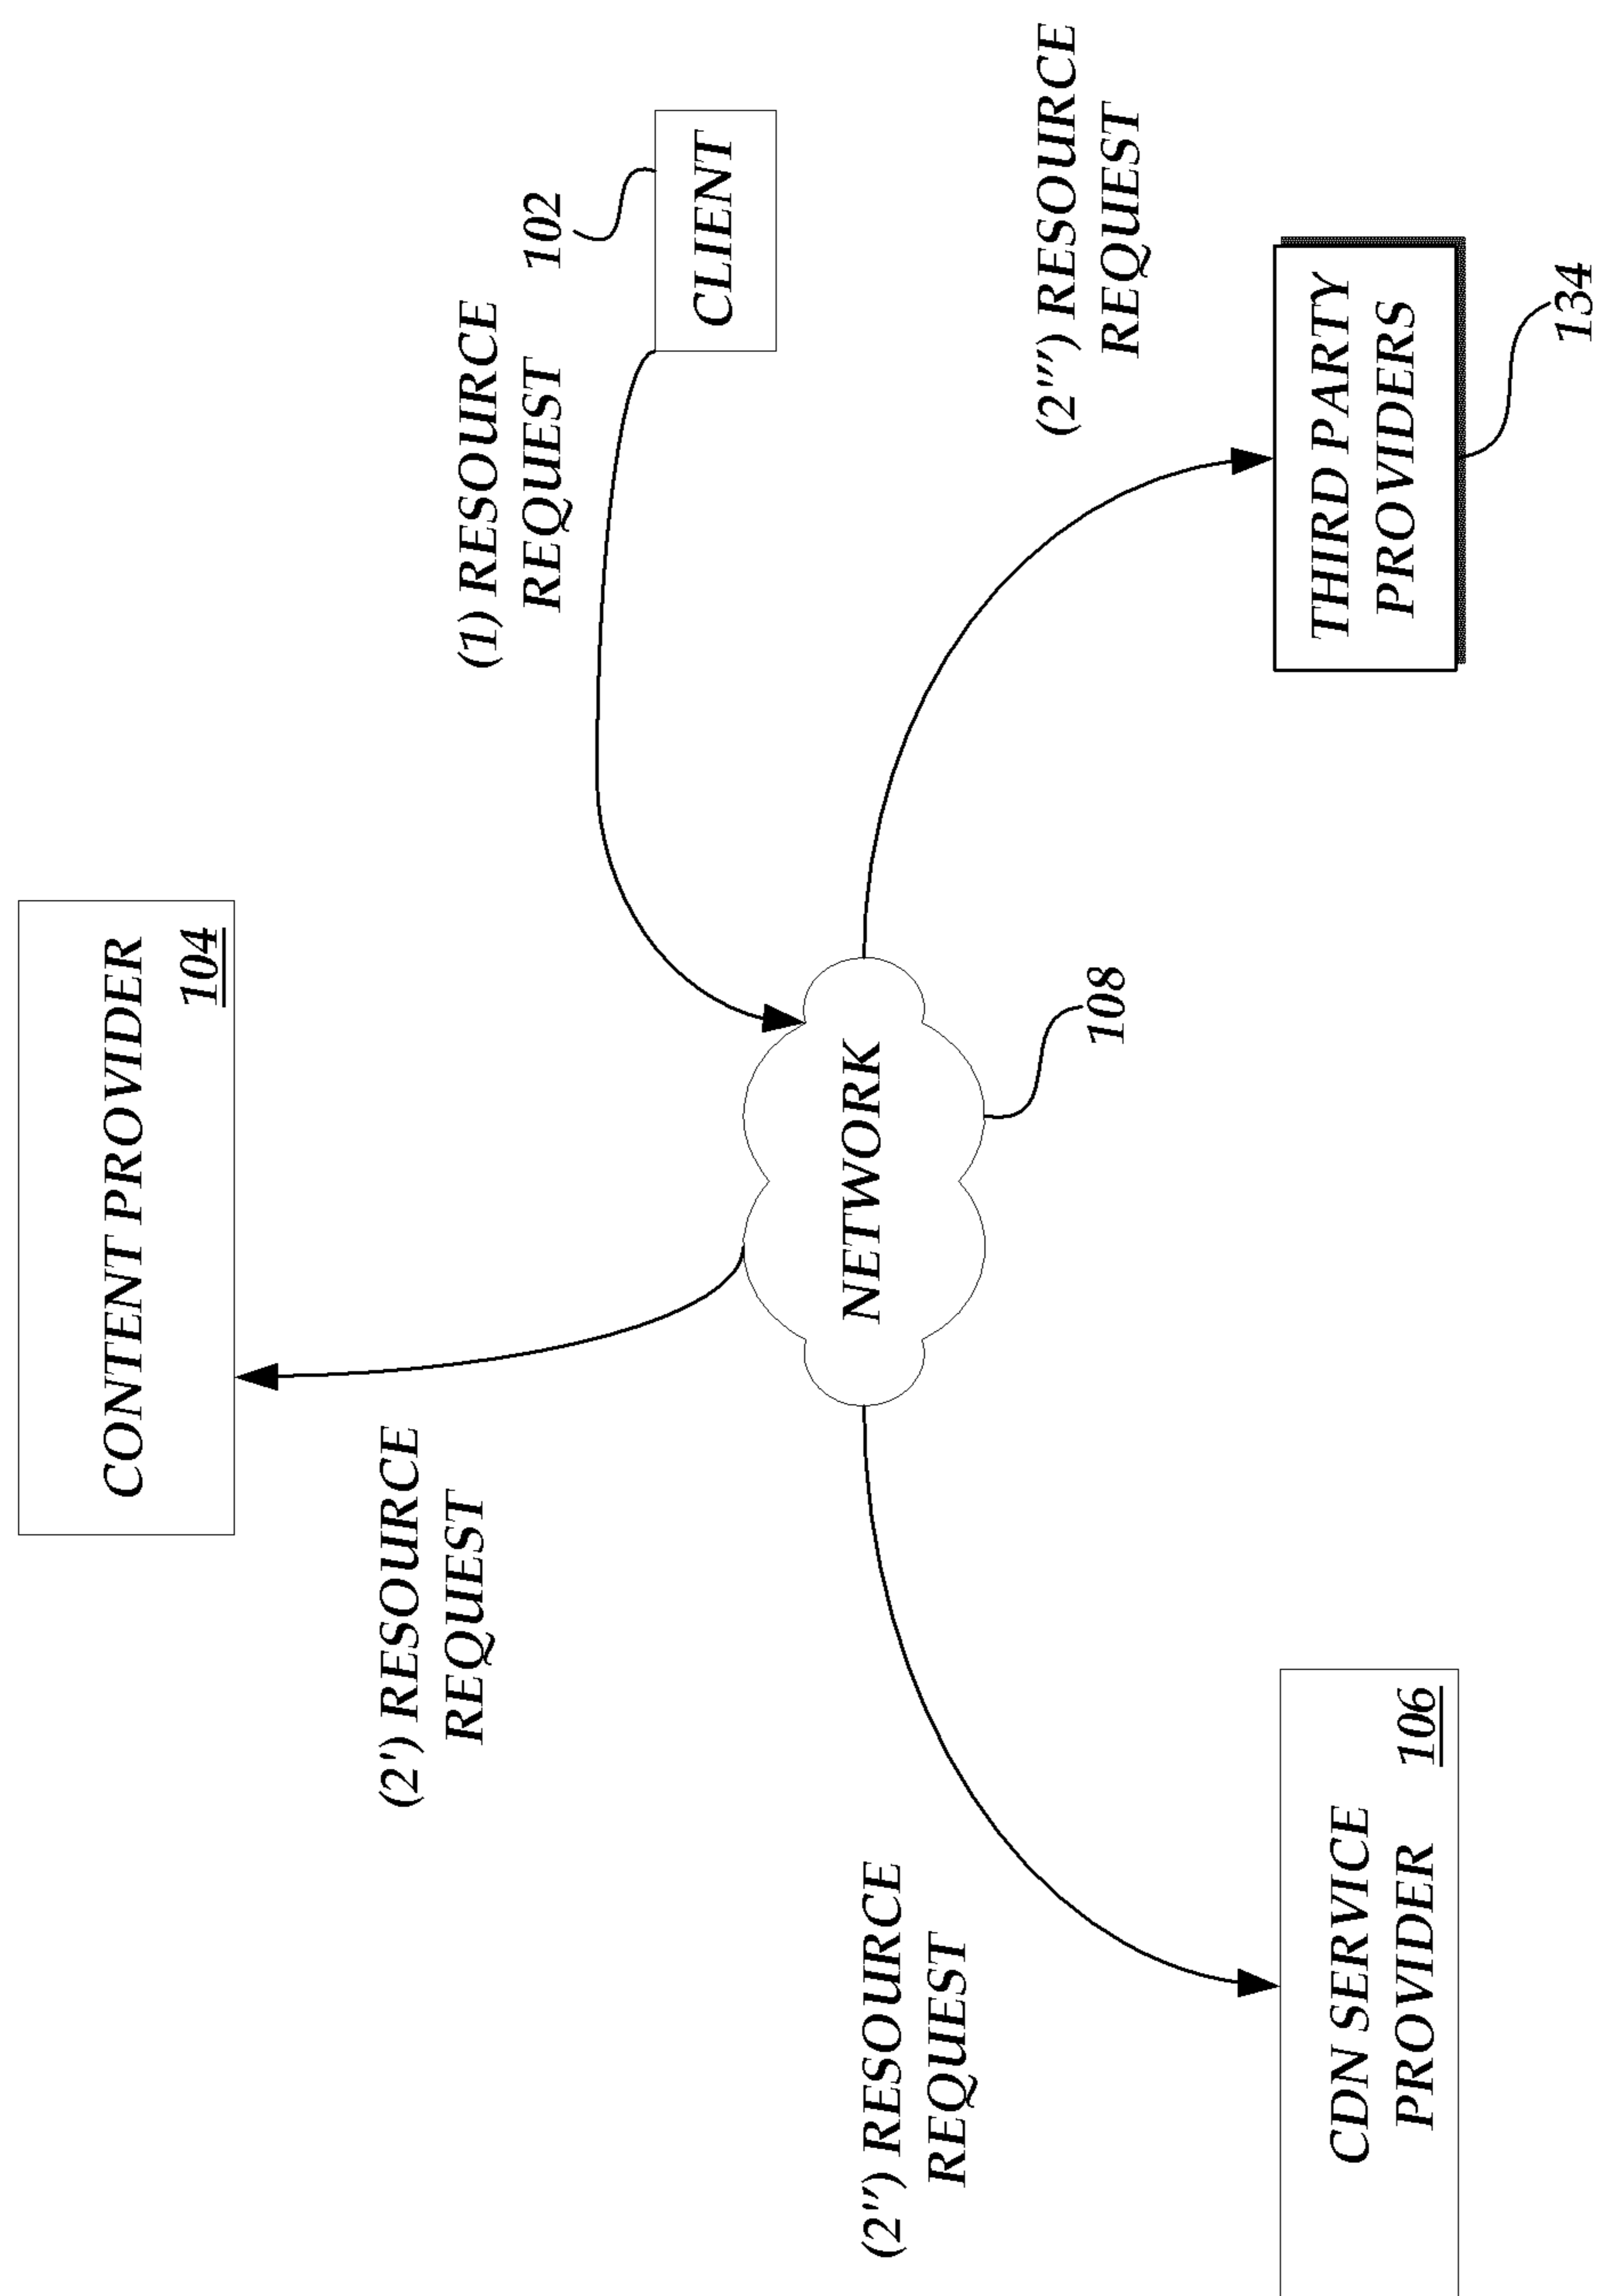 CONTENT PROVIDER
104
(1) RESOURCE
REQUEST
102
CLIENT
(2') RESOURCE
REQUEST
NETWORK
108
(2'') RESOURCE
REQUEST
(2''') RESOURCE
REQUEST
CDN SERVICE
PROVIDER
106
THIRD PARTY
PROVIDERS
134